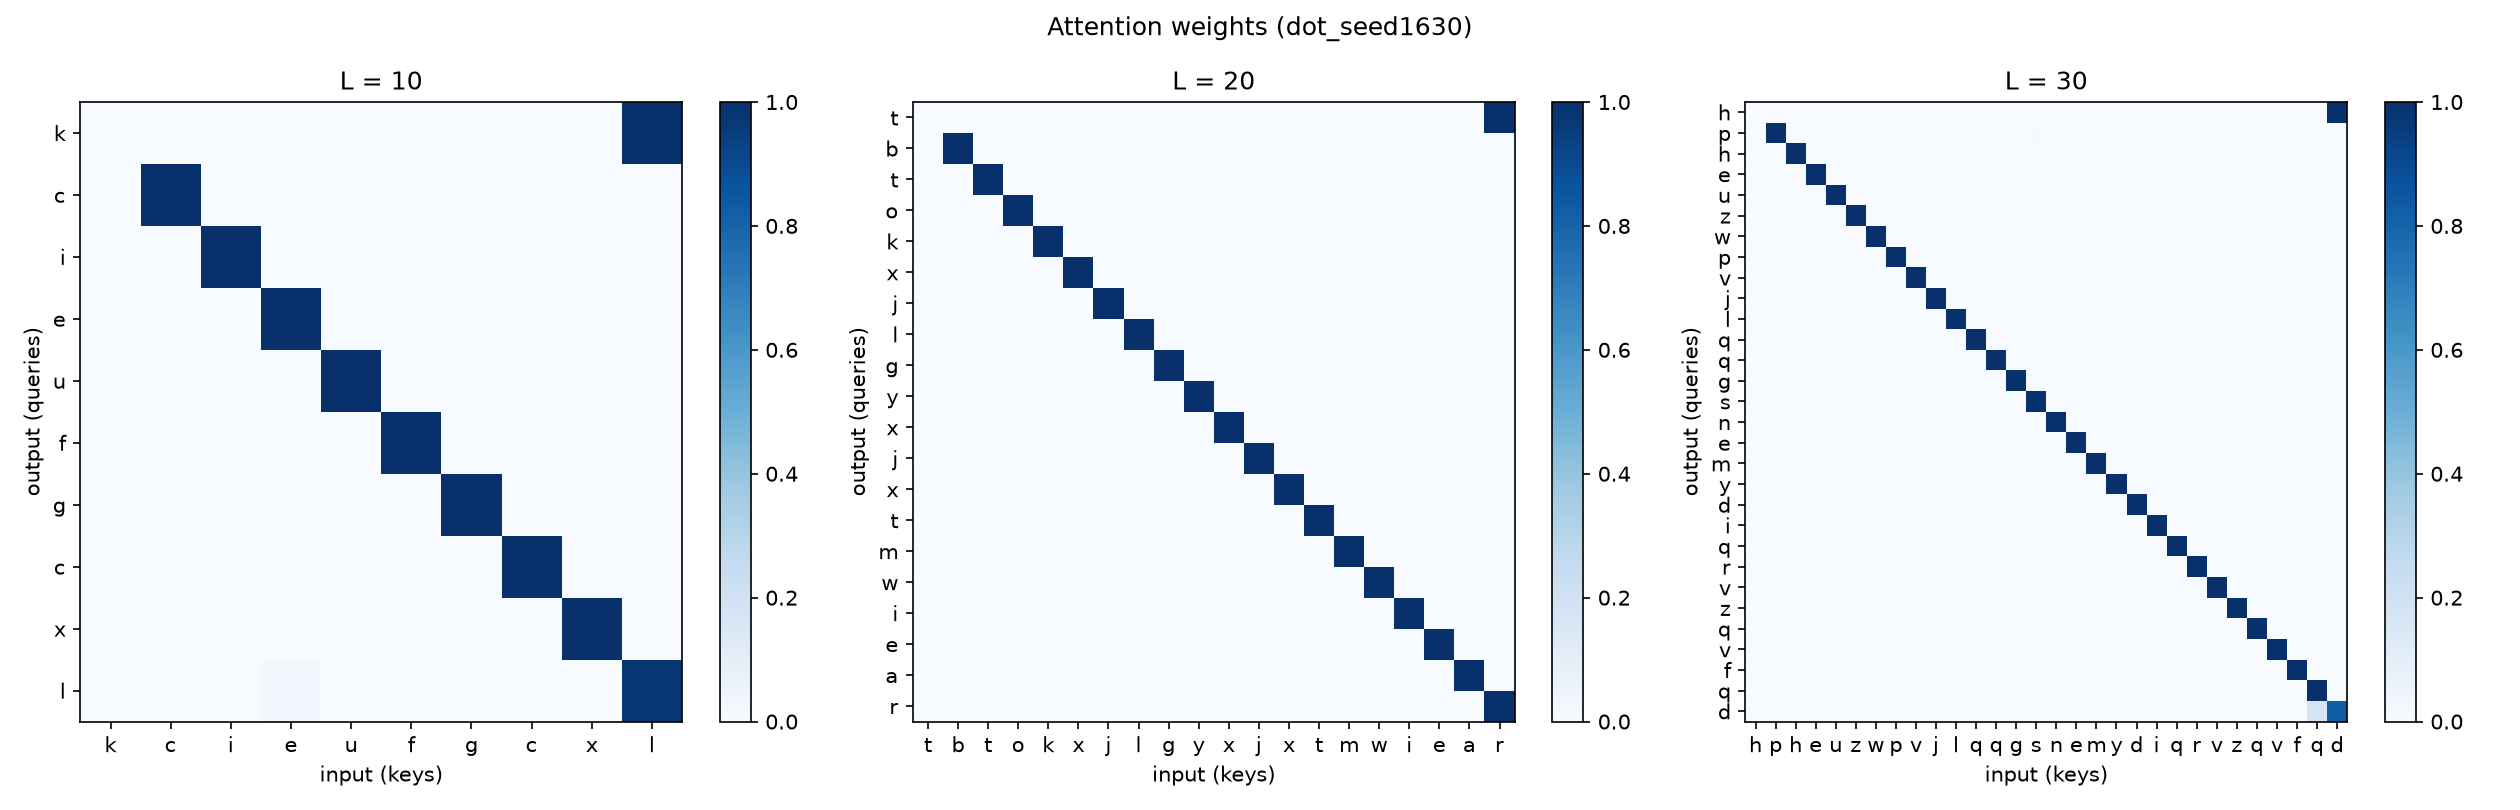 Attention weights (dot_seed1630)
L = 10
k
c
i
e
u
f
g
c
x
l
output (queries)
k c i e u f g c x l
input (keys)
1.0
0.8
0.6
0.4
0.2
0.0
L = 20
t
b
t
o
k
x
j
l
g
y
x
j
x
t
m
w
i
e
a
r
output (queries)
t b t o k x j l g y x j x t m w i e a r
input (keys)
1.0
0.8
0.6
0.4
0.2
0.0
L = 30
h
p
h
e
u
z
w
p
v
j
l
q
q
g
s
n
e
m
y
d
i
q
r
v
z
q
v
f
q
d
output (queries)
h p h e u z w p v j l q q g s n e m y d i q r v z q v f q d
input (keys)
1.0
0.8
0.6
0.4
0.2
0.0